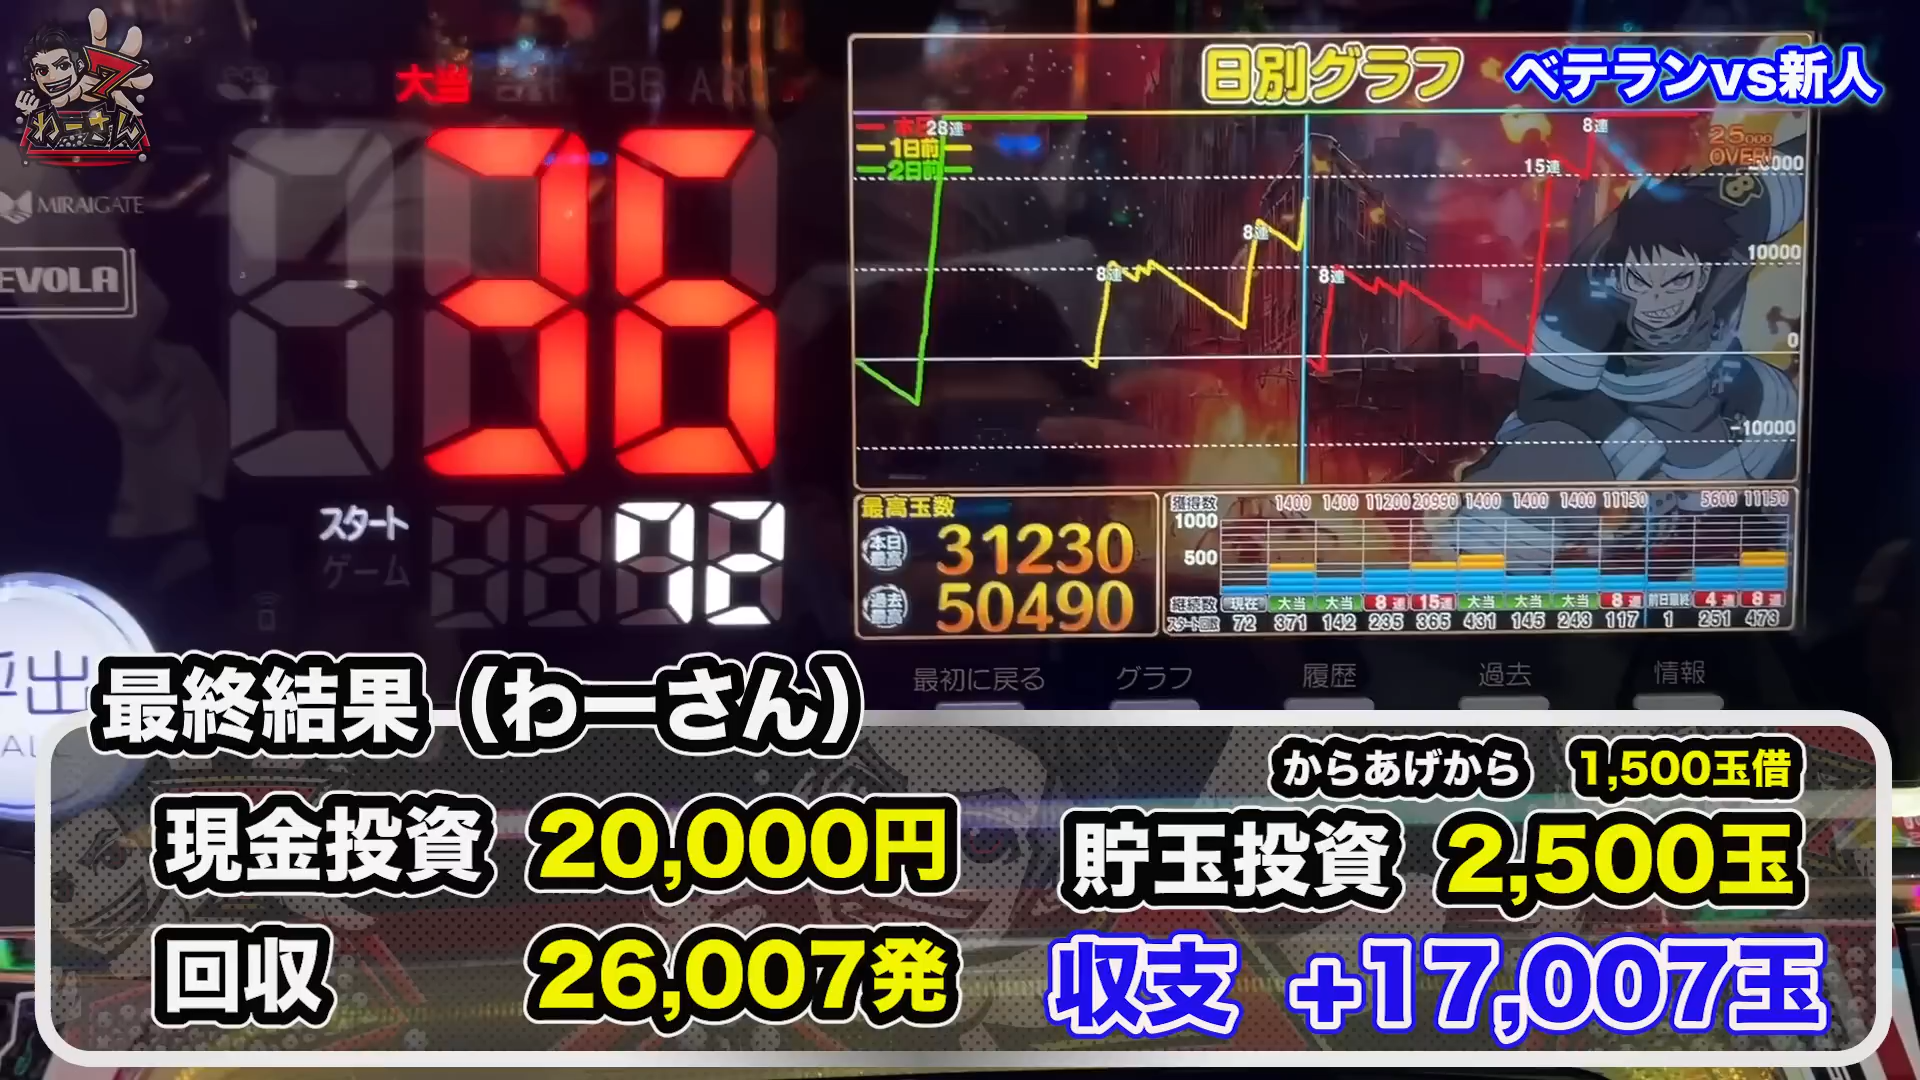 わーさん
7
大当
BB ART
36
MIRAIGATE
EVOLA
スタート
72
ゲーム
呼出
日別グラフ
ベテランvs新人
本日
1日前
2日前
28連
8連
8連
8連
15連
8連
25000
OVER!
10000
0
-10000
最高玉数
本日最高
31230
過去最高
50490
獲得数 1400 1400 11200 20990 1400 1400 1400 11150 5600 11150
1000
500
継続数 現在 大当 大当 8連 15連 大当 大当 大当 8連 前日最終 4連 8連
スタート回数 72 371 142 235 365 431 145 243 117 1 251 473
最初に戻る グラフ 履歴 過去 情報
最終結果（わーさん）
からあげから 1,500玉借
現金投資 20,000円
貯玉投資 2,500玉
回収 26,007発
収支 +17,007玉